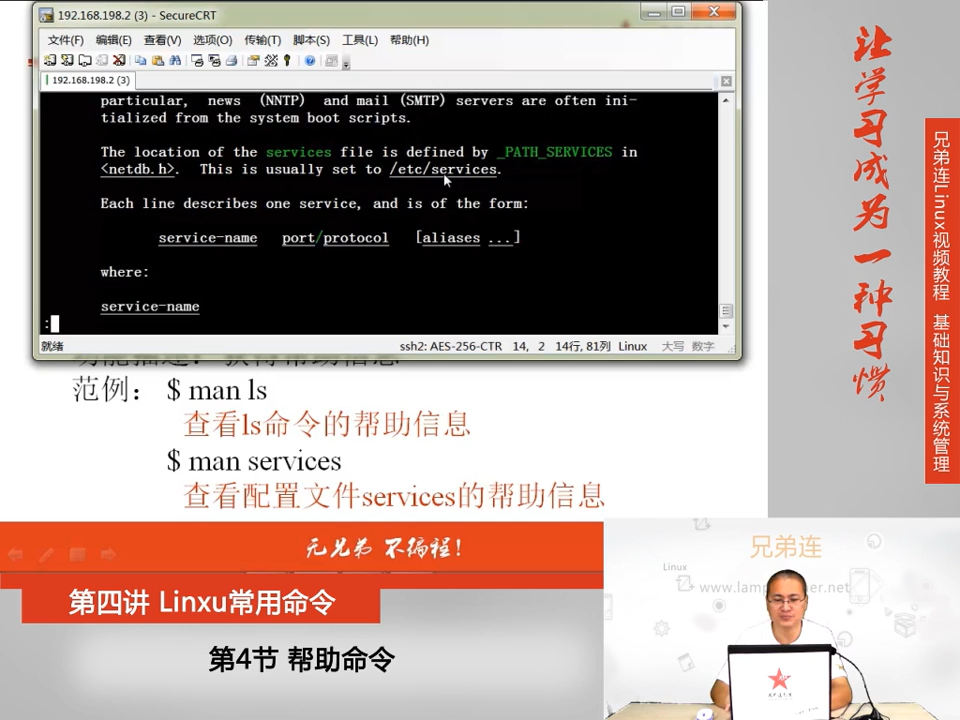 192.168.198.2 (3) - SecureCRT
文件(F) 编辑(E) 查看(V) 选项(O) 传输(T) 脚本(S) 工具(L) 帮助(H)
192.168.198.2 (3)
particular, news (NNTP) and mail (SMTP) servers are often ini-
tialized from the system boot scripts.
The location of the services file is defined by _PATH_SERVICES in
<netdb.h>. This is usually set to /etc/services.
Each line describes one service, and is of the form:
service-name port/protocol [aliases ...]
where:
service-name
:
就绪 ssh2: AES-256-CTR 14, 2 14行, 81列 Linux 大写 数字
功能描述：获得帮助信息
范例： $ man ls
查看ls命令的帮助信息
$ man services
查看配置文件services的帮助信息
无兄弟 不编程！
第四讲 Linxu常用命令
第4节 帮助命令
让学习成为一种习惯
兄弟连Linux视频教程 基础知识与系统管理
兄弟连
Linux